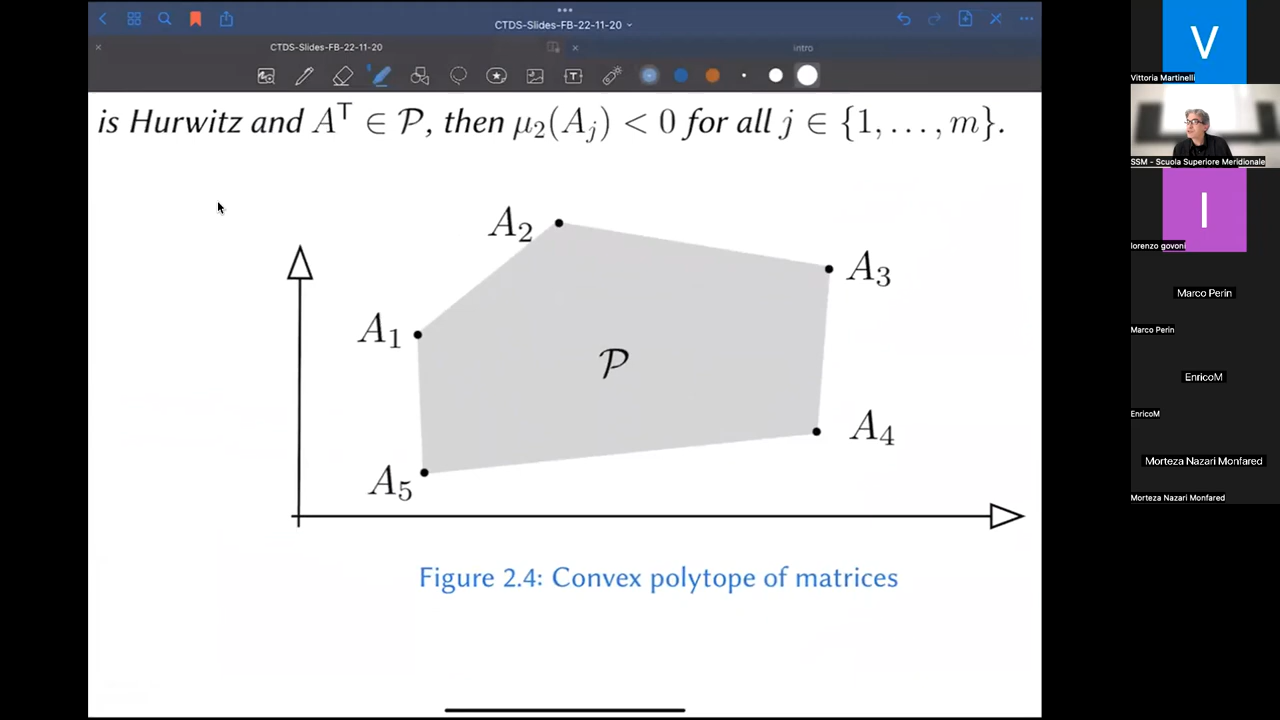 CTDS-Slides-FB-22-11-20
CTDS-Slides-FB-22-11-20
intro
is Hurwitz and Aᵀ ∈ 𝒫, then μ₂(Aⱼ) < 0 for all j ∈ {1, …, m}.
A₂
A₃
A₁
𝒫
A₄
A₅
Figure 2.4: Convex polytope of matrices
V
Vittoria Martinelli
SSM - Scuola Superiore Meridionale
l
lorenzo govoni
Marco Perin
Marco Perin
EnricoM
EnricoM
Morteza Nazari Monfared
Morteza Nazari Monfared